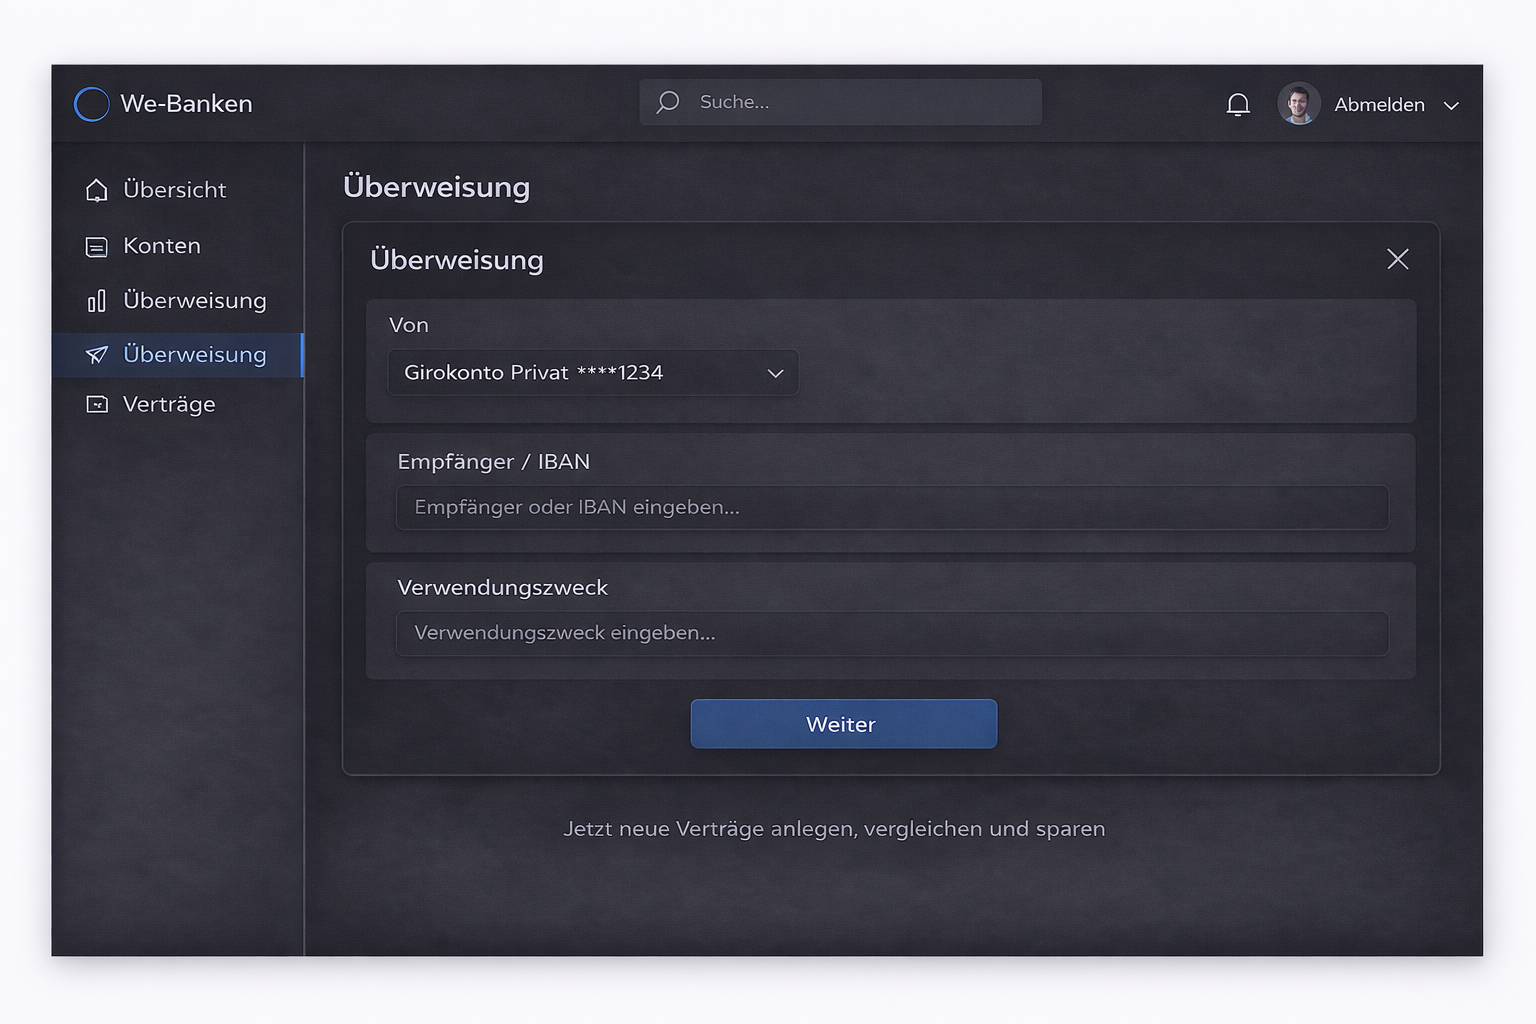 We-Banken
Suche...
Abmelden
Übersicht
Konten
Überweisung
Überweisung
Verträge
Überweisung
Überweisung
Von
Girokonto Privat ****1234
Empfänger / IBAN
Empfänger oder IBAN eingeben...
Verwendungszweck
Verwendungszweck eingeben...
Weiter
Jetzt neue Verträge anlegen, vergleichen und sparen